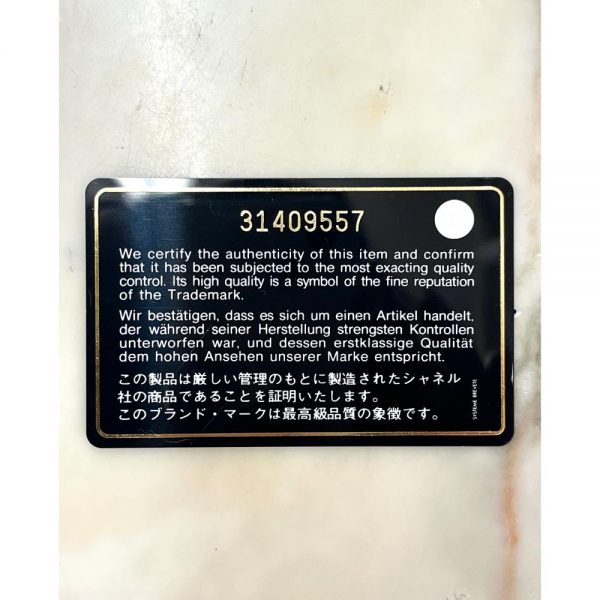 31409557
We certify the authenticity of this item and confirm
that it has been subjected to the most exacting quality
control. Its high quality is a symbol of the fine reputation
of the Trademark.
Wir bestätigen, dass es sich um einen Artikel handelt,
der während seiner Herstellung strengsten Kontrollen
unterworfen war, und dessen erstklassige Qualität
dem hohen Ansehen unserer Marke entspricht.
この製品は厳しい管理のもとに製造されたシャネル
社の商品であることを証明いたします。
このブランド・マークは最高級品質の象徴です。
SYSTEME BREVETE